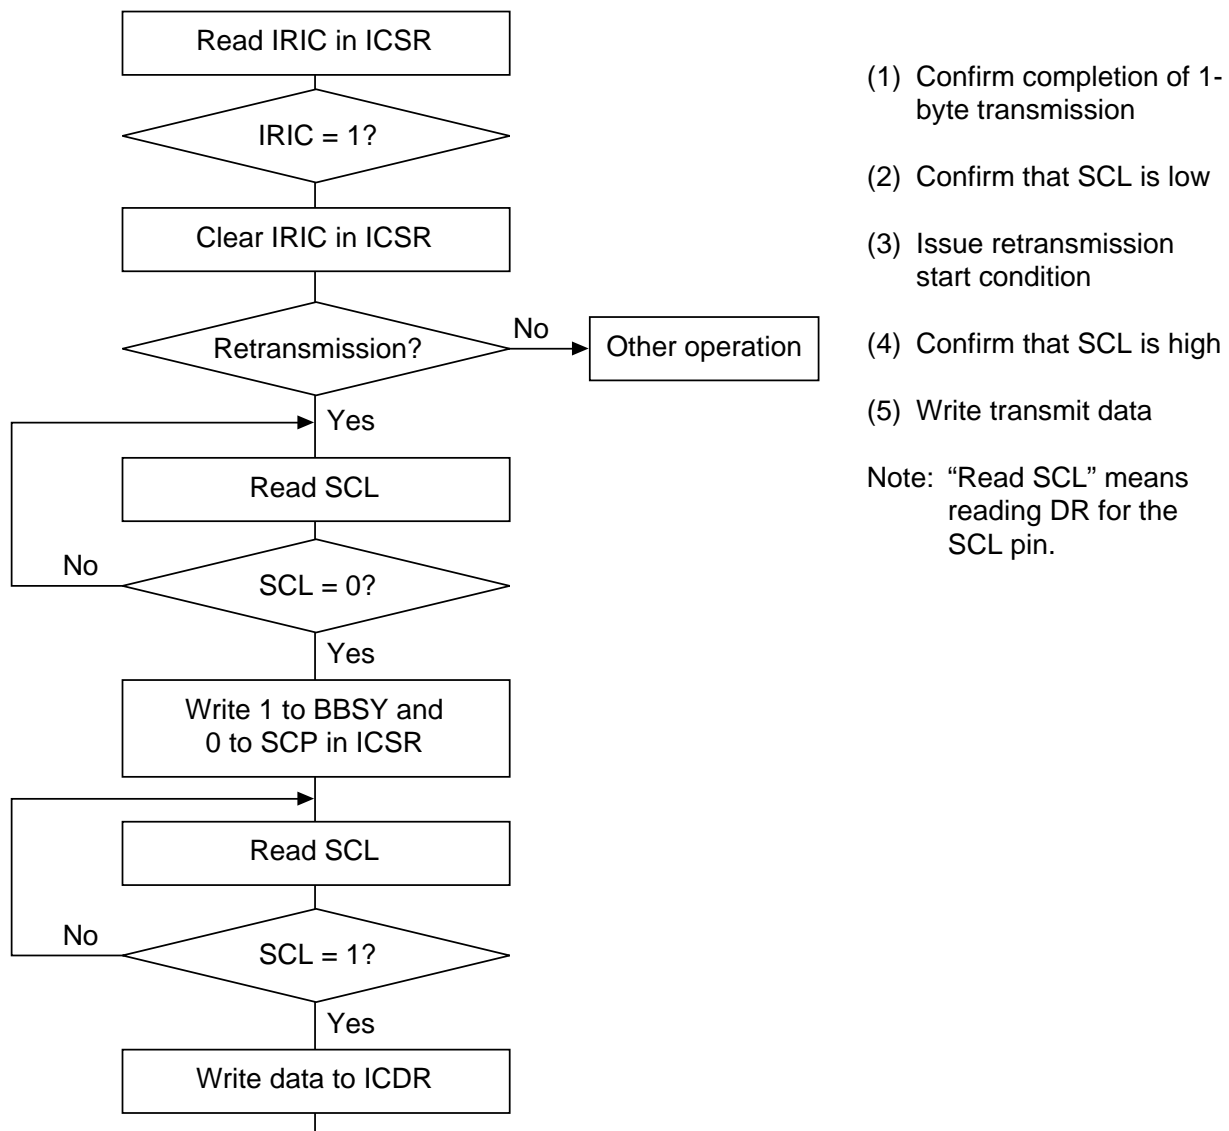 Read IRIC in ICSR
IRIC = 1?
Clear IRIC in ICSR
Retransmission?
No
Other operation
Yes
Read SCL
No
SCL = 0?
Yes
Write 1 to BBSY and
0 to SCP in ICSR
Read SCL
No
SCL = 1?
Yes
Write data to ICDR
(1) Confirm completion of 1-
byte transmission
(2) Confirm that SCL is low
(3) Issue retransmission
start condition
(4) Confirm that SCL is high
(5) Write transmit data
Note: “Read SCL” means
reading DR for the
SCL pin.